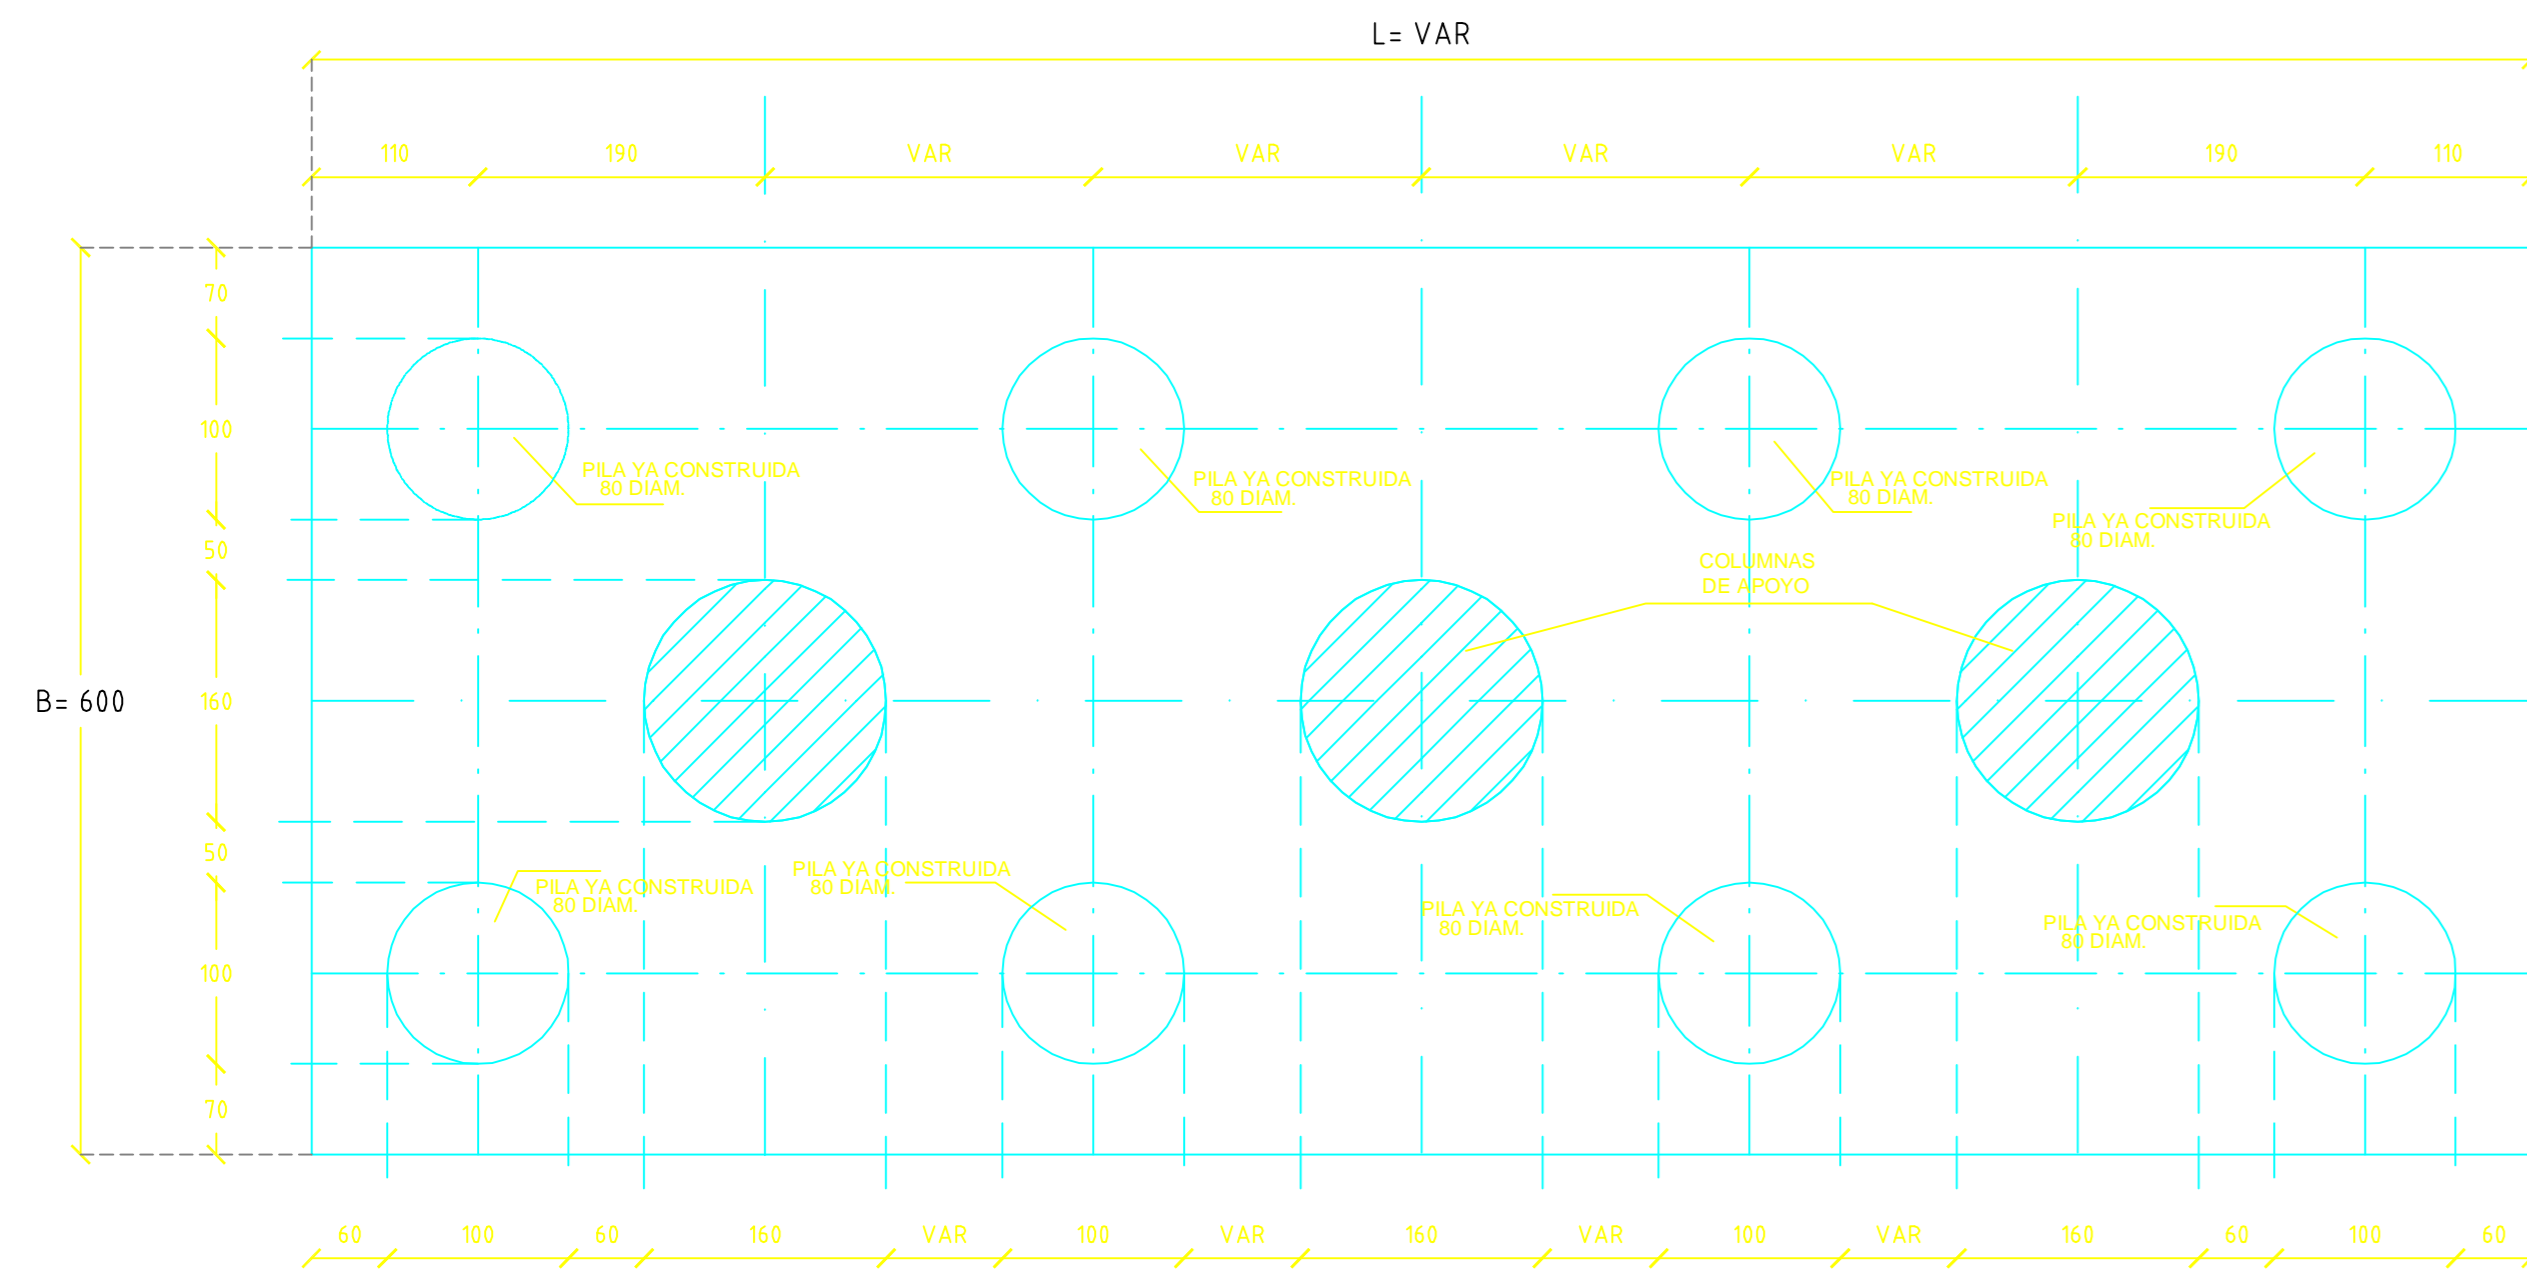 L= VAR
110 190 VAR VAR VAR VAR 190 110
70
100
50
160
50
100
70
B= 600
PILA YA CONSTRUIDA
80 DIAM.
PILA YA CONSTRUIDA
80 DIAM.
PILA YA CONSTRUIDA
80 DIAM.
PILA YA CONSTRUIDA
80 DIAM.
COLUMNAS
DE APOYO
PILA YA CONSTRUIDA
80 DIAM.
PILA YA CONSTRUIDA
80 DIAM.
PILA YA CONSTRUIDA
80 DIAM.
PILA YA CONSTRUIDA
80 DIAM.
60 100 60 160 VAR 100 VAR 160 VAR 100 VAR 160 60 100 60